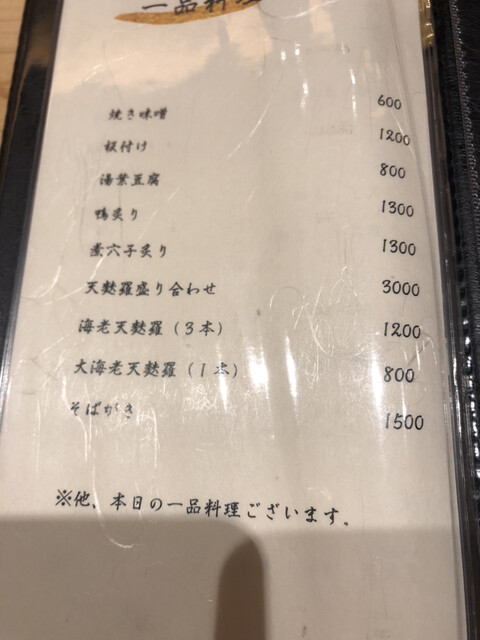 一品料理
焼き味噌 600
板付け 1200
湯葉豆腐 800
鴨炙り 1300
煮穴子炙り 1300
天麩羅盛り合わせ 3000
海老天麩羅（3本） 1200
大海老天麩羅（1本） 800
そばがき 1500
※他、本日の一品料理ございます。